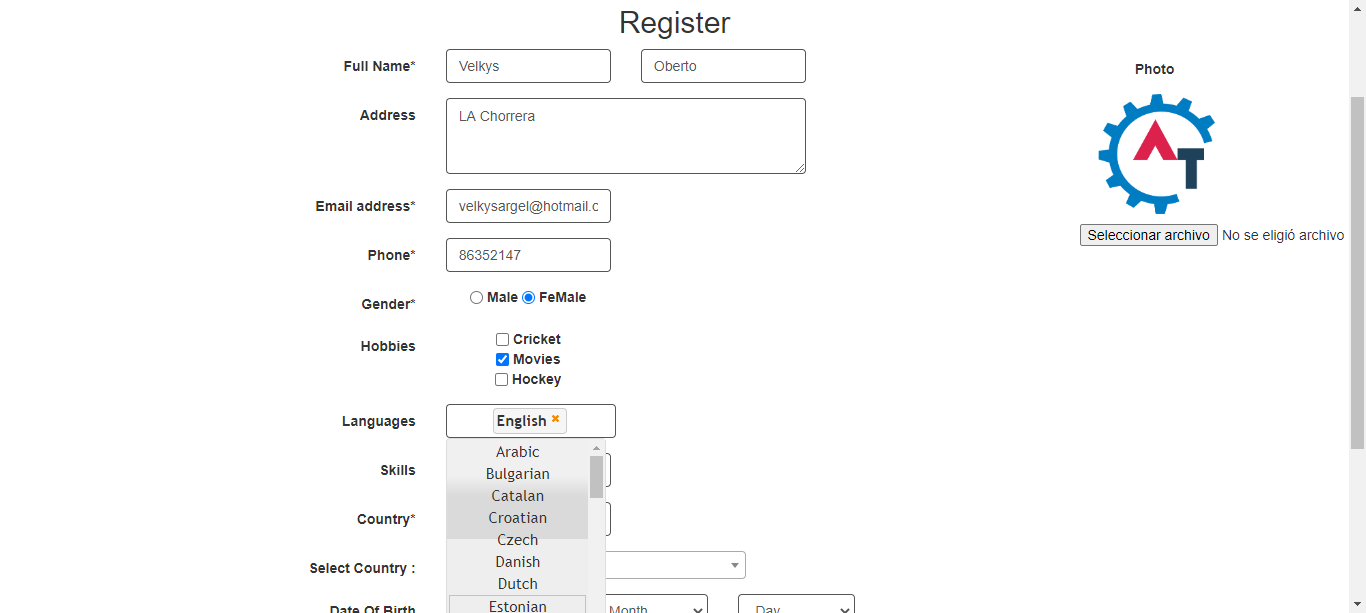 Register
Full Name* Velkys Oberto
Photo
Address LA Chorrera
AT
Email address* velkysargel@hotmail.c
Seleccionar archivo No se eligió archivo
Phone* 86352147
Gender* Male FeMale
Hobbies Cricket
Movies
Hockey
Languages English
Arabic
Skills
Bulgarian
Catalan
Country* Croatian
Czech
Select Country : Danish
Dutch
Date Of Birth Estonian Month Day